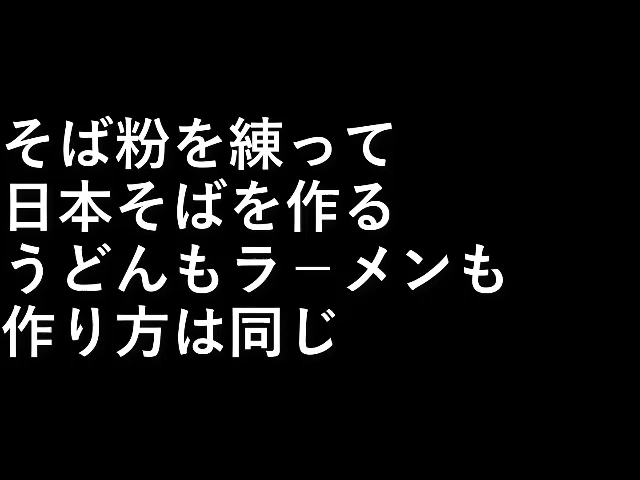 そば粉を練って
日本そばを作る
うどんもラーメンも
作り方は同じ